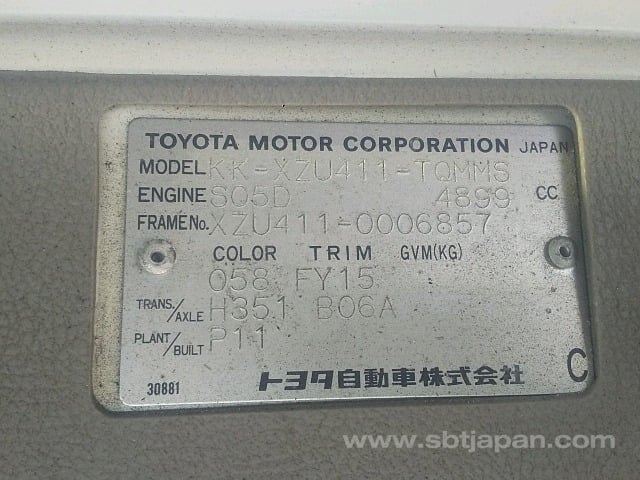 TOYOTA MOTOR CORPORATION JAPAN
MODEL KK-XZU411-TQMMS
ENGINE S05D 4899 CC
FRAME No. XZU411-0006857
COLOR TRIM GVM(KG)
058 FY15
TRANS./AXLE H351 B06A
PLANT/BUILT P11
30881 トヨタ自動車株式会社 C
www.sbtjapan.com